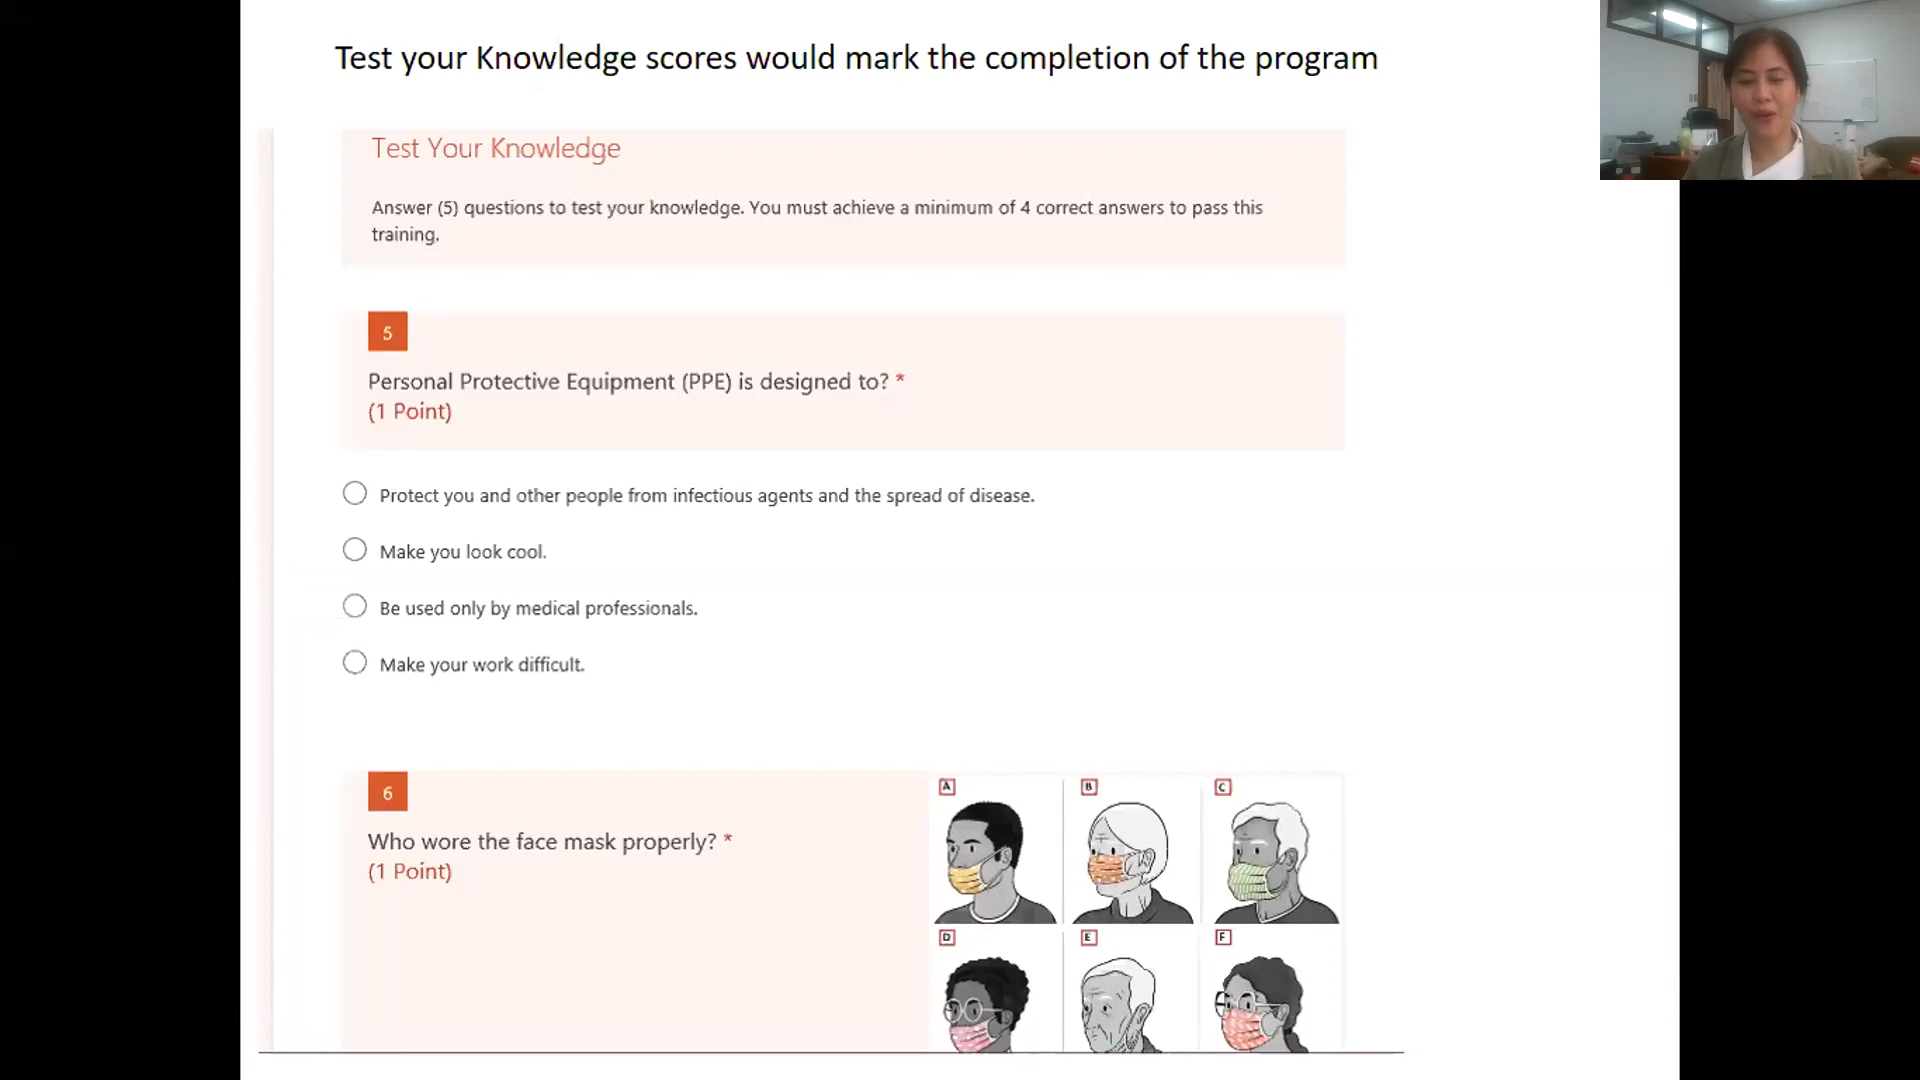 Test your Knowledge scores would mark the completion of the program
Test Your Knowledge
Answer (5) questions to test your knowledge. You must achieve a minimum of 4 correct answers to pass this
training.
5
Personal Protective Equipment (PPE) is designed to? *
(1 Point)
Protect you and other people from infectious agents and the spread of disease.
Make you look cool.
Be used only by medical professionals.
Make your work difficult.
6
Who wore the face mask properly? *
(1 Point)
A B C
D E F